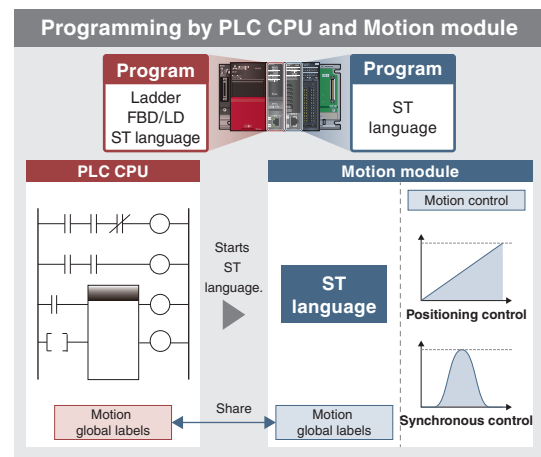 Programming by PLC CPU and Motion module
Program
Ladder
FBD/LD
ST language
Program
ST
language
PLC CPU
Motion module
Starts
ST
language.
ST
language
Motion control
Positioning control
Synchronous control
Motion
global labels
Share
Motion
global labels